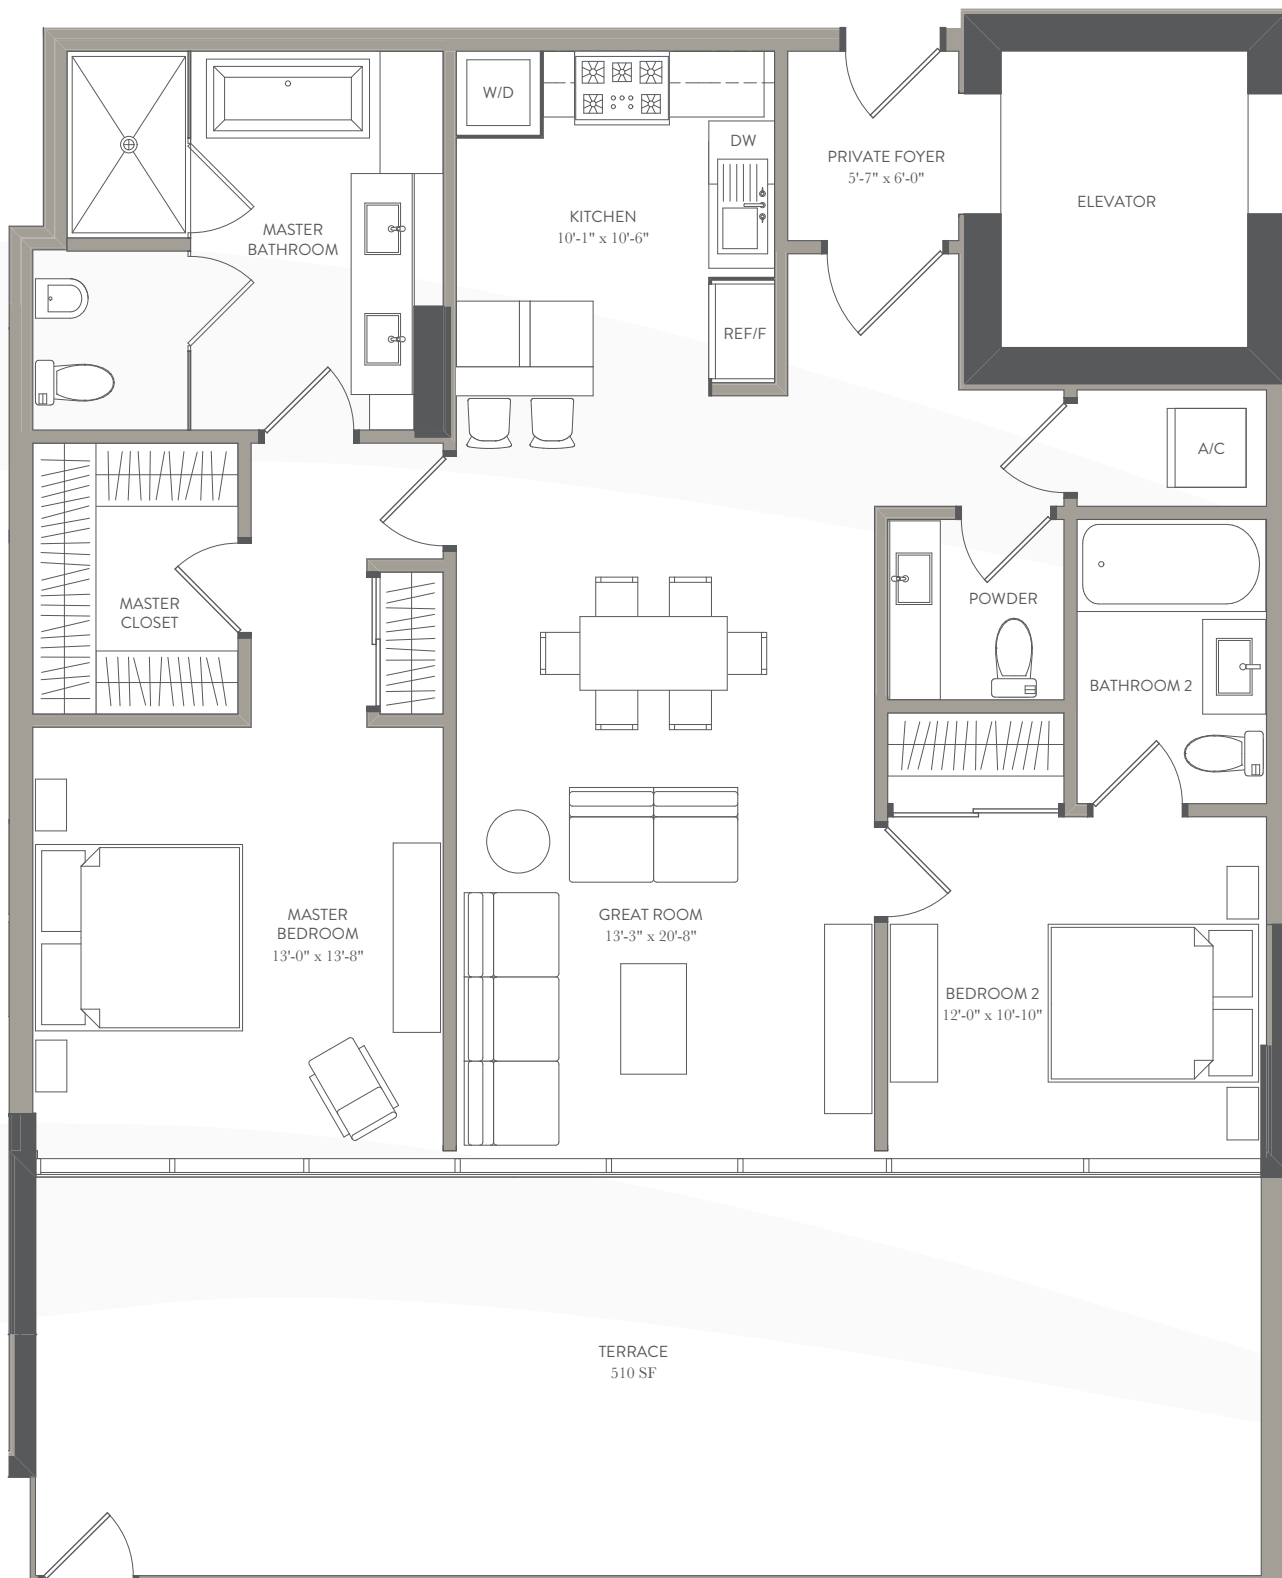 W/D
DW
PRIVATE FOYER
5'-7" x 6'-0"
ELEVATOR
KITCHEN
10'-1" x 10'-6"
MASTER
BATHROOM
REF/F
A/C
MASTER
CLOSET
POWDER
BATHROOM 2
MASTER
BEDROOM
13'-0" x 13'-8"
GREAT ROOM
13'-3" x 20'-8"
BEDROOM 2
12'-0" x 10'-10"
TERRACE
510 SF